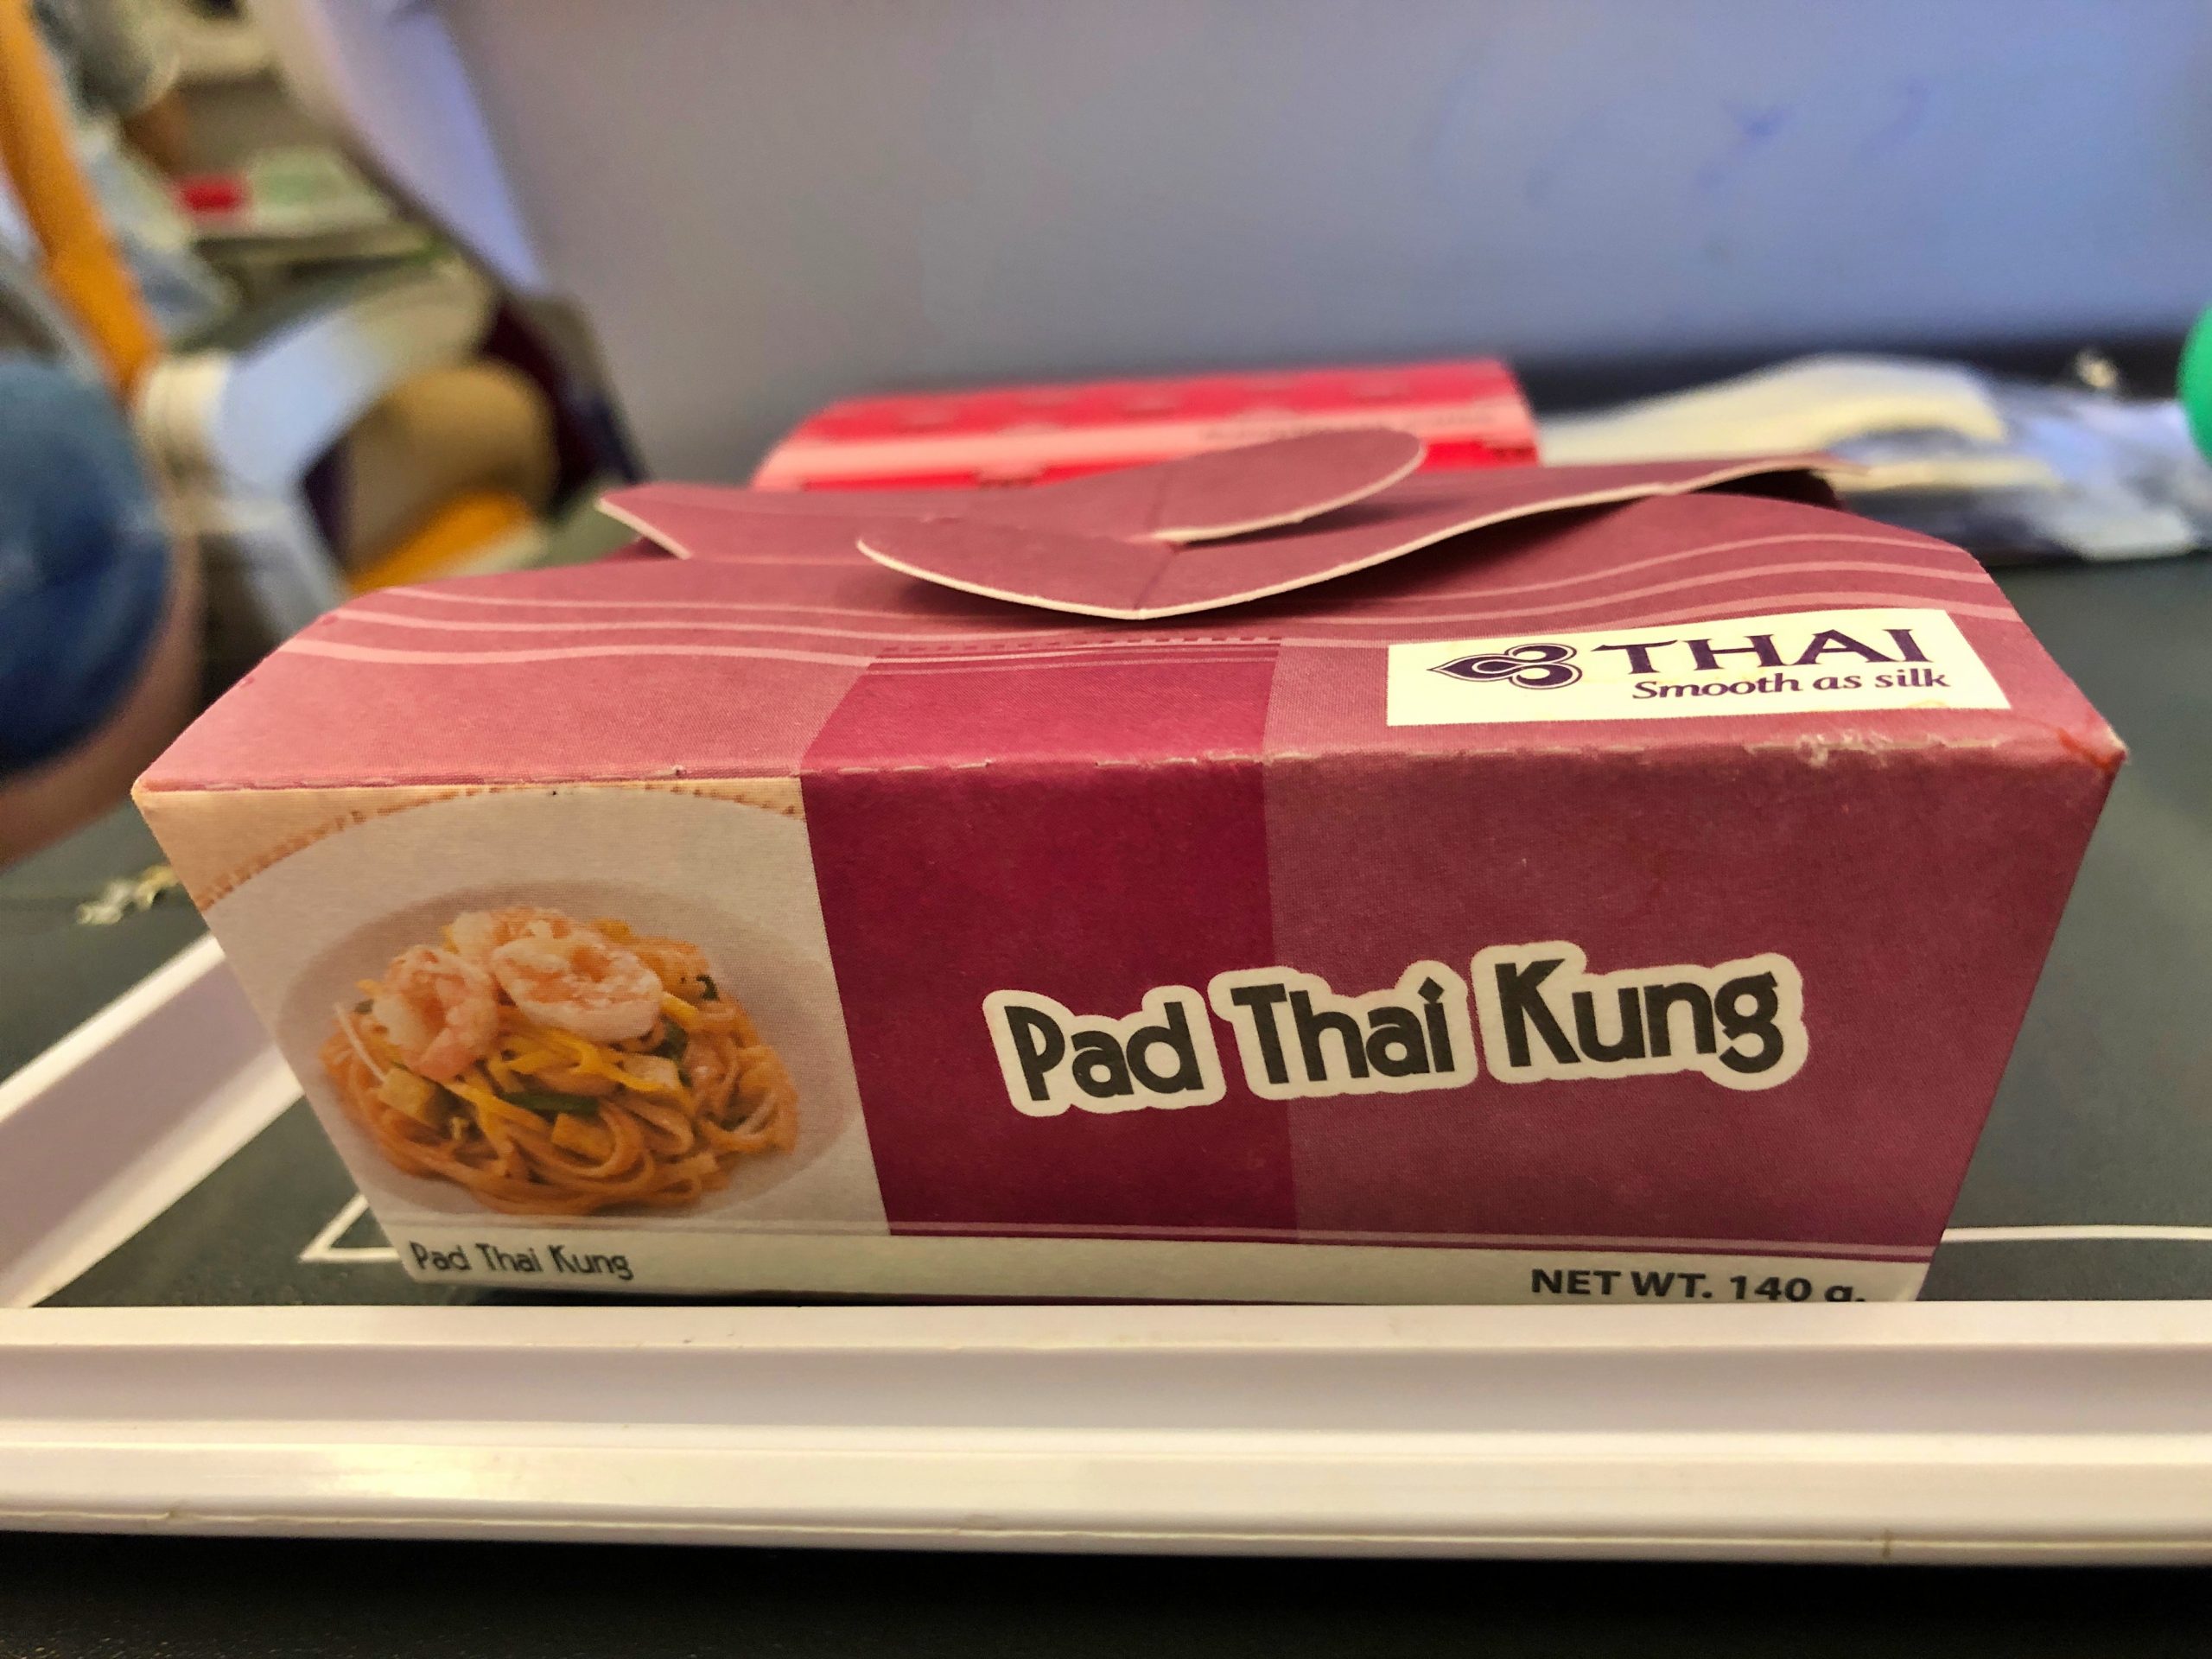 THAI
Smooth as silk
Pad Thai Kung
Pad Thai Kung
NET WT. 140 g.